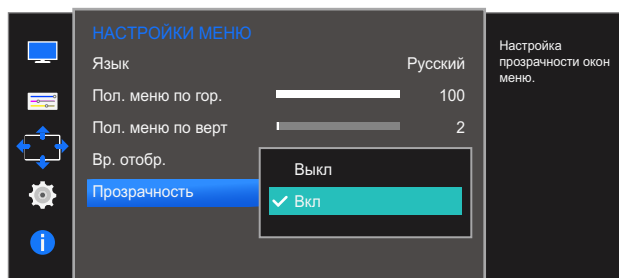 НАСТРОЙКИ МЕНЮ
Язык Русский
Пол. меню по гор. 100
Пол. меню по верт 2
Вр. отобр.
Прозрачность
Выкл
Вкл
Настройка
прозрачности окон
меню.